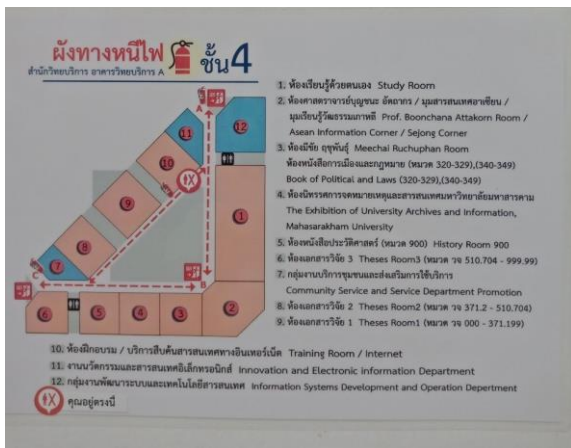 ผังทางหนีไฟ ชั้น 4
สำนักวิทยบริการ อาคารวิทยบริการ A
1. ห้องเรียนรู้ด้วยตนเอง Study Room
2. ห้องศาสตราจารย์บุญชนะ อัตถากร / มุมสารสนเทศอาเซียน /
มุมเรียนรู้วัฒนธรรมเกาหลี Prof. Boonchana Attakorn Room /
Asean Information Corner / Sejong Corner
3. ห้องมีชัย ฤชุพันธุ์ Meechai Ruchuphan Room
ห้องหนังสือการเมืองและกฎหมาย (หมวด 320-329),(340-349)
Book of Political and Laws (320-329),(340-349)
4. ห้องนิทรรศการจดหมายเหตุและสารสนเทศมหาวิทยาลัยมหาสารคาม
The Exhibition of University Archives and Information,
Mahasarakham University
5. ห้องหนังสือประวัติศาสตร์ (หมวด 900) History Room 900
6. ห้องเอกสารวิจัย 3 Theses Room3 (หมวด วจ 510.704 - 999.99)
7. กลุ่มงานบริการชุมชนและส่งเสริมการใช้บริการ
Community Service and Service Department Promotion
8. ห้องเอกสารวิจัย 2 Theses Room2 (หมวด วจ 371.2 - 510.704)
9. ห้องเอกสารวิจัย 1 Theses Room1 (หมวด วจ 000 - 371.199)
10. ห้องฝึกอบรม / บริการสืบค้นสารสนเทศทางอินเทอร์เน็ต Training Room / Internet
11. งานนวัตกรรมและสารสนเทศอิเล็กทรอนิกส์ Innovation and Electronic information Department
12. กลุ่มงานพัฒนาระบบและเทคโนโลยีสารสนเทศ Information Systems Development and Operation Depertment
คุณอยู่ตรงนี้
A
12
11
10
9
1
8
7
C
B
6
5
4
3
2